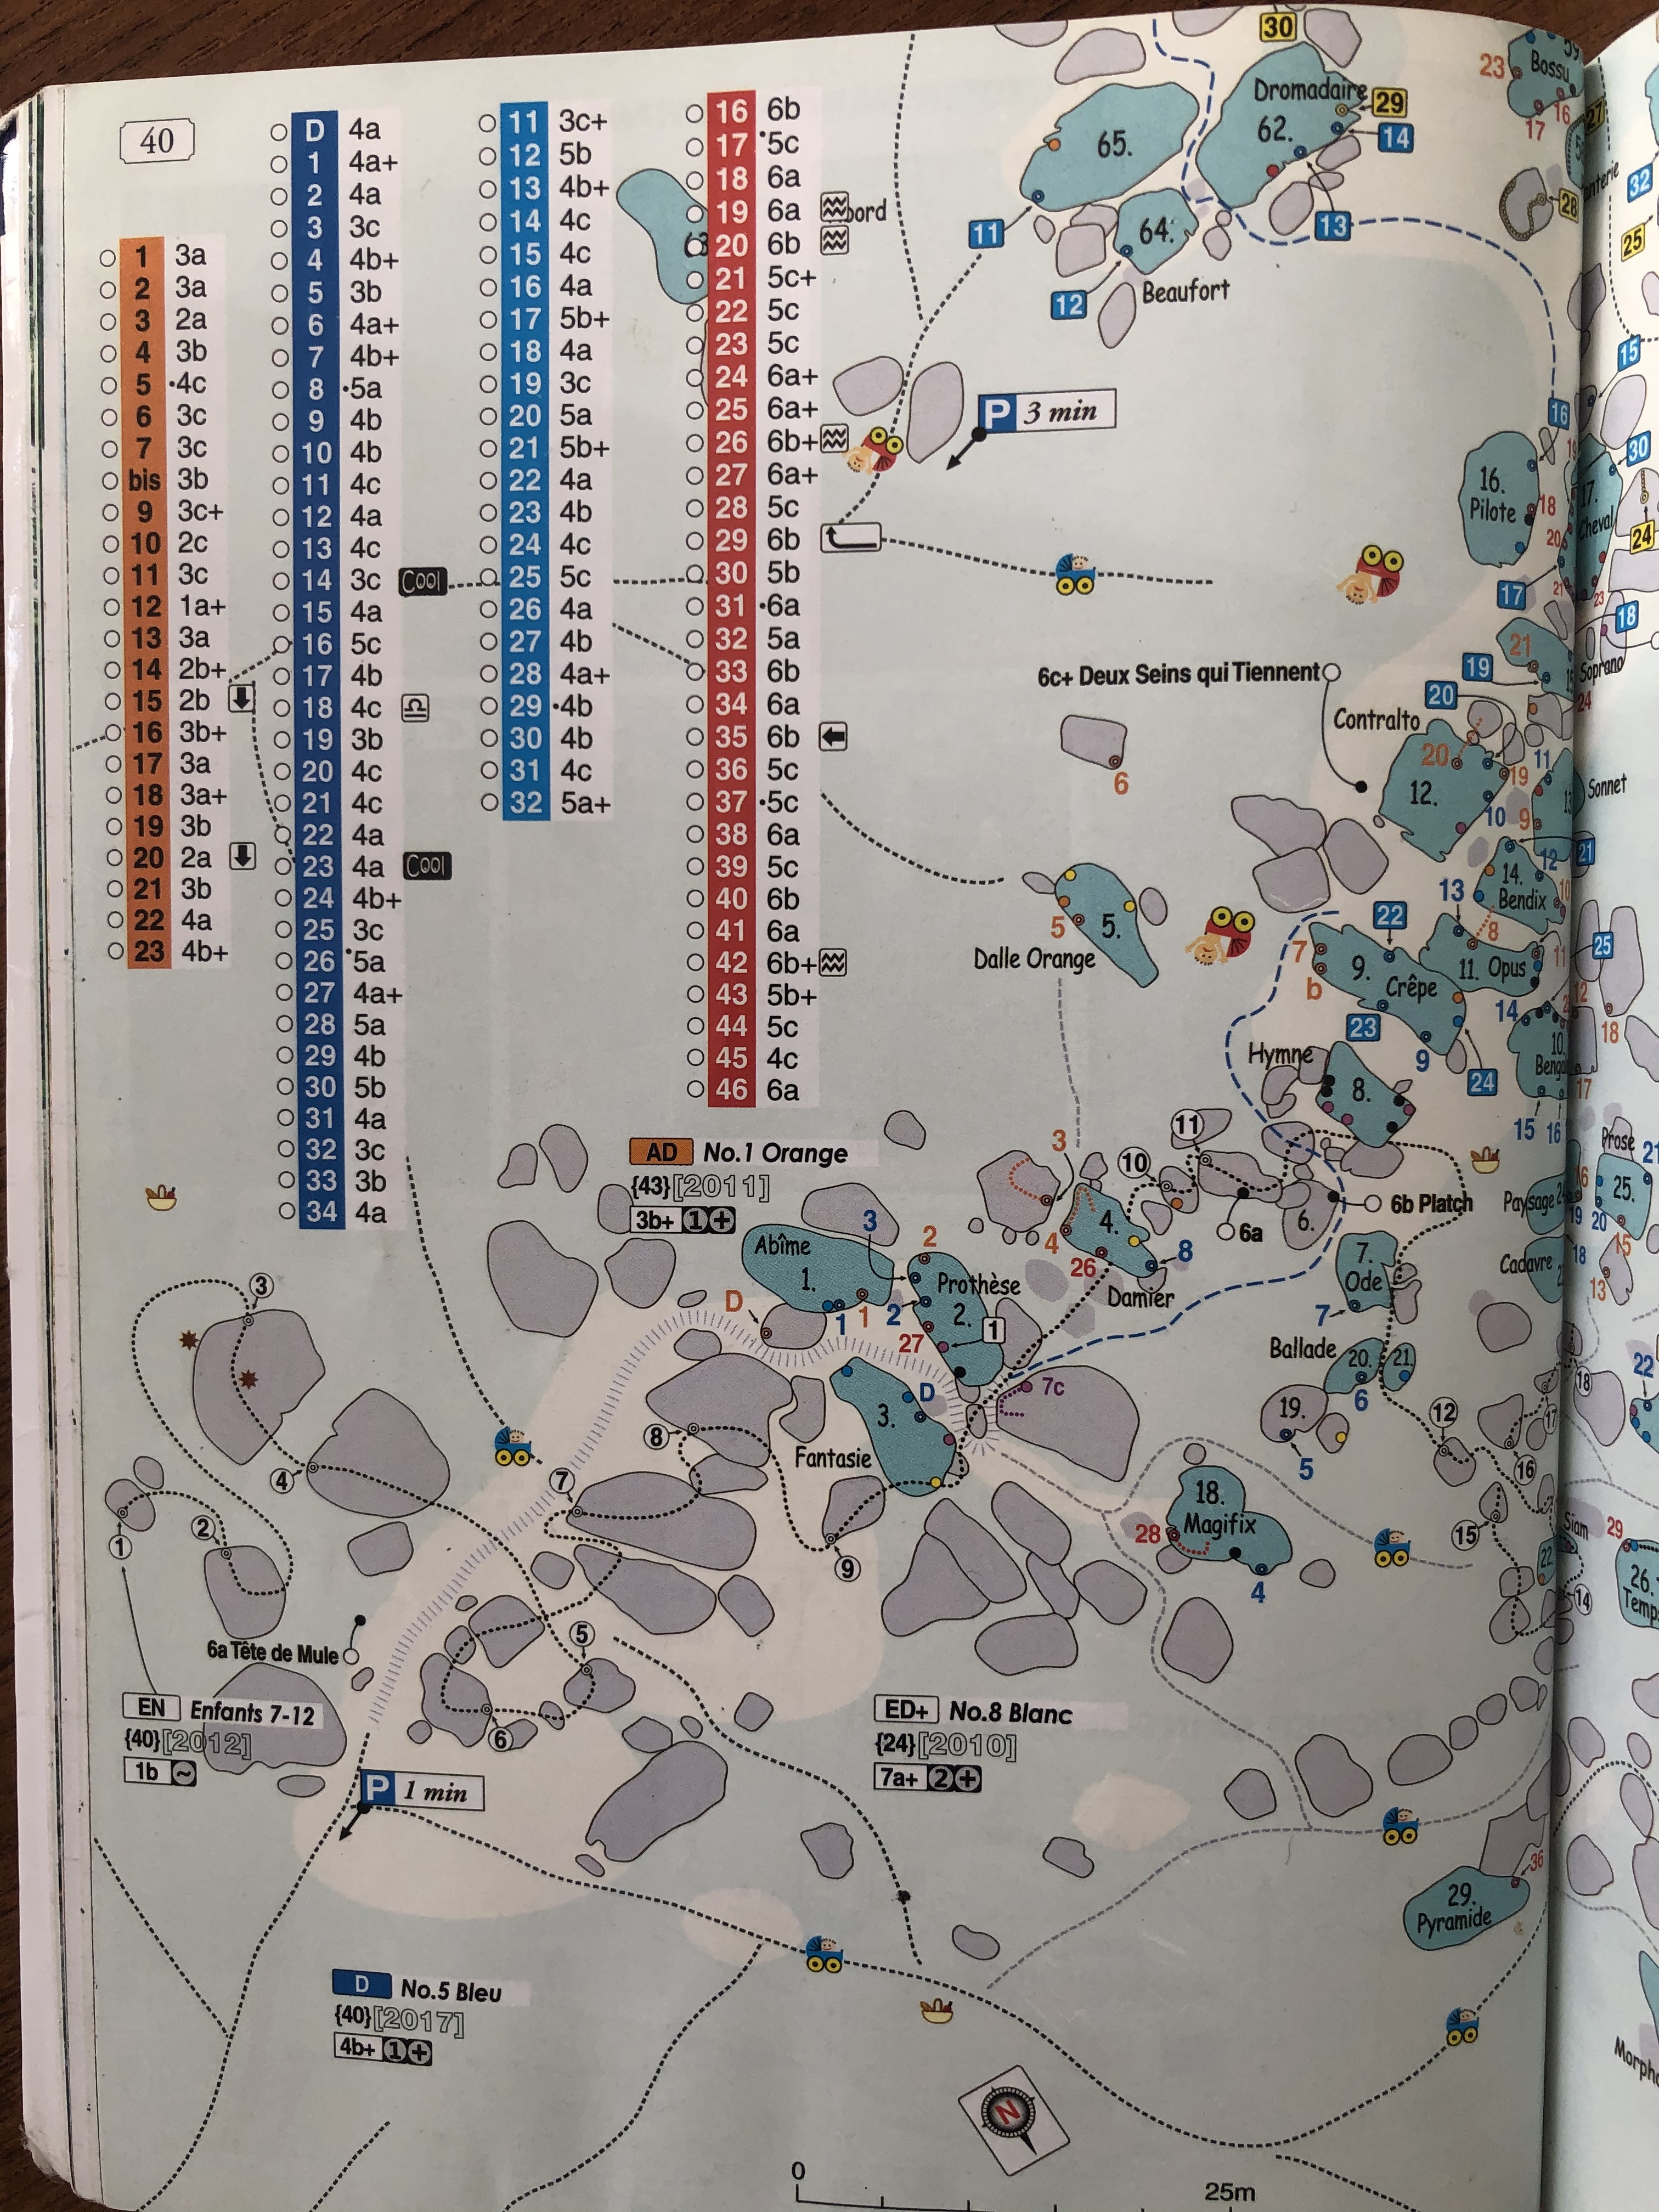 40
1 3a
2 3a
3 2a
4 3b
5 •4c
6 3c
7 3c
bis 3b
9 3c+
10 2c
11 3c
12 1a+
13 3a
14 2b+
15 2b
16 3b+
17 3a
18 3a+
19 3b
20 2a
21 3b
22 4a
23 4b+
D 4a
1 4a+
2 4a
3 3c
4 4b+
5 3b
6 4a+
7 4b+
8 •5a
9 4b
10 4b
11 4c
12 4a
13 4c
14 3c Cool
15 4a
16 5c
17 4b
18 4c
19 3b
20 4c
21 4c
22 4a
23 4a Cool
24 4b+
25 3c
26 •5a
27 4a+
28 5a
29 4b
30 5b
31 4a
32 3c
33 3b
34 4a
11 3c+
12 5b
13 4b+
14 4c
15 4c
16 4a
17 5b+
18 4a
19 3c
20 5a
21 5b+
22 4a
23 4b
24 4c
25 5c
26 4a
27 4b
28 4a+
29 •4b
30 4b
31 4c
32 5a+
16 6b
17 •5c
18 6a
19 6a
20 6b
21 5c+
22 5c
23 5c
24 6a+
25 6a+
26 6b+
27 6a+
28 5c
29 6b
30 5b
31 •6a
32 5a
33 6b
34 6a
35 6b
36 5c
37 •5c
38 6a
39 5c
40 6b
41 6a
42 6b+
43 5b+
44 5c
45 4c
46 6a
bord
30
Dromadaire
29
62.
14
13
65.
11
64.
12
Beaufort
23
Bossu
16
17
27
28
32
25
15
P 3 min
16
16.
Pilote
18
20
17
17.
Cheval
30
24
21
23
18
21
19
Soprano
24
20
6c+ Deux Seins qui Tiennent
Contralto
20
12.
19
11
10
9
Sonnet
6
21
12
14.
Bendix
13
10
8
5
5.
Dalle Orange
22
7
b
9.
Crêpe
11. Opus
11
25
23
9
24
14
12
18
10.
17
15 16
Hymne
8.
11
10
3
4
4.
26
8
Damier
6a
6.
6b Platch
7.
Ode
7
Prose
21
Paysage
25.
19
20
15
Cadavre
18
13
AD No.1 Orange
{43}[2011]
3b+ 1+
Abîme
1.
3
2
D
1
1
2
Prothèse
2.
27
1
D
3.
Fantasie
7c
Ballade
20.
21.
6
19.
5
12
22
18
17
16
15
14
18.
Magifix
28
4
Siam
22
29
26.
3
4
1
2
7
8
9
5
6
6a Tête de Mule
EN Enfants 7-12
{40}[2012]
1b ~
P 1 min
ED+ No.8 Blanc
{24}[2010]
7a+ 2+
36
29.
Pyramide
D No.5 Bleu
{40}[2017]
4b+ 1+
N
0
25m